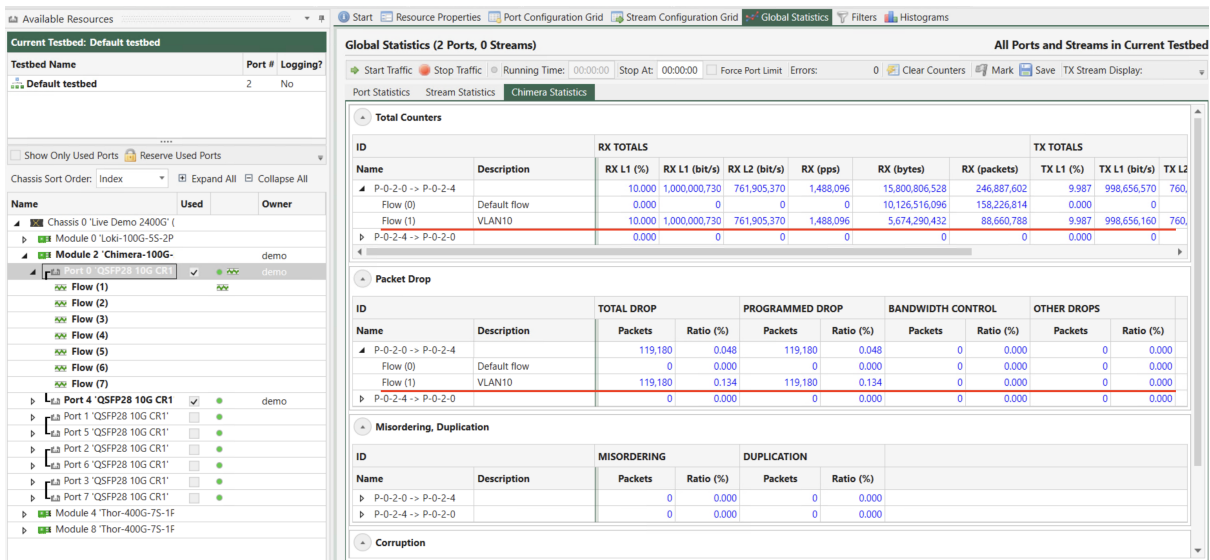 Available Resources
Current Testbed: Default testbed
Testbed Name Port # Logging?
Default testbed 2 No
Show Only Used Ports Reserve Used Ports
Chassis Sort Order: Index Expand All Collapse All
Name Used Owner
Chassis 0 'Live Demo 2400G' (
Module 0 'Loki-100G-5S-2P
Module 2 'Chimera-100G- demo
Port 0 'QSFP28 10G CR1 demo
Flow (1)
Flow (2)
Flow (3)
Flow (4)
Flow (5)
Flow (6)
Flow (7)
Port 4 'QSFP28 10G CR1 demo
Port 1 'QSFP28 10G CR1'
Port 5 'QSFP28 10G CR1'
Port 2 'QSFP28 10G CR1'
Port 6 'QSFP28 10G CR1'
Port 3 'QSFP28 10G CR1'
Port 7 'QSFP28 10G CR1'
Module 4 'Thor-400G-7S-1P
Module 8 'Thor-400G-7S-1P
Start Resource Properties Port Configuration Grid Stream Configuration Grid Global Statistics Filters Histograms
Global Statistics (2 Ports, 0 Streams) All Ports and Streams in Current Testbed
Start Traffic Stop Traffic Running Time: 00:00:00 Stop At: 00:00:00 Force Port Limit Errors: 0 Clear Counters Mark Save TX Stream Display:
Port Statistics Stream Statistics Chimera Statistics
Total Counters
ID RX TOTALS TX TOTALS
Name Description RX L1 (%) RX L1 (bit/s) RX L2 (bit/s) RX (pps) RX (bytes) RX (packets) TX L1 (%) TX L1 (bit/s) TX L2
P-0-2-0 -> P-0-2-4 10.000 1,000,000,730 761,905,370 1,488,096 15,800,806,528 246,887,602 9.987 998,656,570 760,
Flow (0) Default flow 0.000 0 0 0 10,126,516,096 158,226,814 0.000 0
Flow (1) VLAN10 10.000 1,000,000,730 761,905,370 1,488,096 5,674,290,432 88,660,788 9.987 998,656,160 760,
P-0-2-4 -> P-0-2-0 0.000 0 0 0 0 0 0.000 0
Packet Drop
ID TOTAL DROP PROGRAMMED DROP BANDWIDTH CONTROL OTHER DROPS
Name Description Packets Ratio (%) Packets Ratio (%) Packets Ratio (%) Packets Ratio (%)
P-0-2-0 -> P-0-2-4 119,180 0.048 119,180 0.048 0 0.000 0 0.000
Flow (0) Default flow 0 0.000 0 0.000 0 0.000 0 0.000
Flow (1) VLAN10 119,180 0.134 119,180 0.134 0 0.000 0 0.000
P-0-2-4 -> P-0-2-0 0 0.000 0 0.000 0 0.000 0 0.000
Misordering, Duplication
ID MISORDERING DUPLICATION
Name Description Packets Ratio (%) Packets Ratio (%)
P-0-2-0 -> P-0-2-4 0 0.000 0 0.000
P-0-2-4 -> P-0-2-0 0 0.000 0 0.000
Corruption